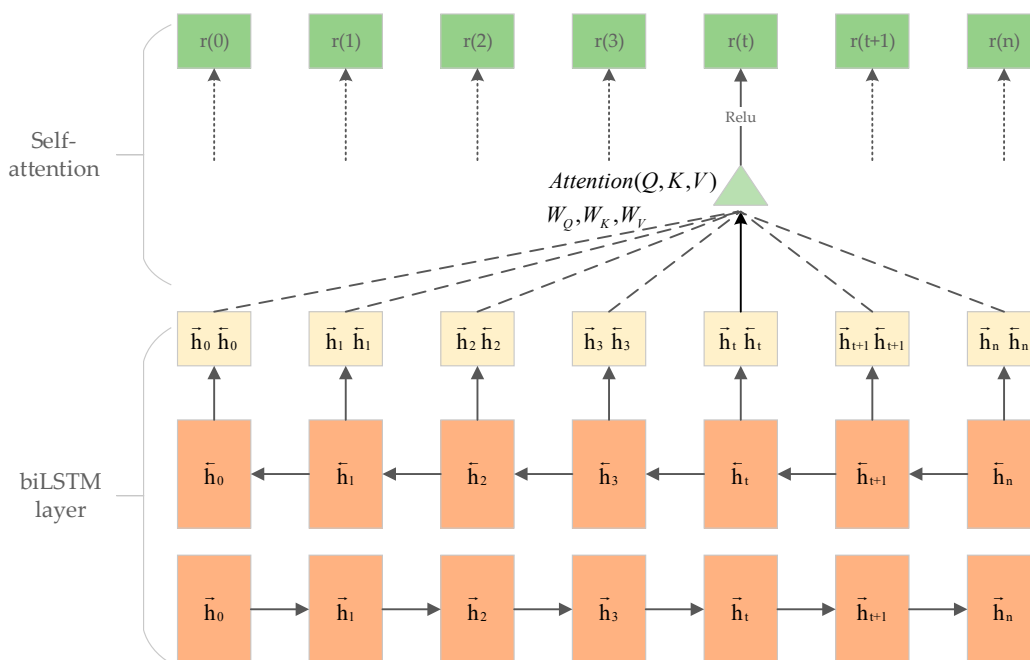 r(0) r(1) r(2) r(3) r(t) r(t+1) r(n)
Relu
Self-
attention
Attention(Q, K, V)
W_Q, W_K, W_V
h⃗₀ h⃖₀ h⃗₁ h⃖₁ h⃗₂ h⃖₂ h⃗₃ h⃖₃ h⃗ₜ h⃖ₜ h⃗ₜ₊₁ h⃖ₜ₊₁ h⃗ₙ h⃖ₙ
h⃖₀ h⃖₁ h⃖₂ h⃖₃ h⃖ₜ h⃖ₜ₊₁ h⃖ₙ
biLSTM
layer
h⃗₀ h⃗₁ h⃗₂ h⃗₃ h⃗ₜ h⃗ₜ₊₁ h⃗ₙ